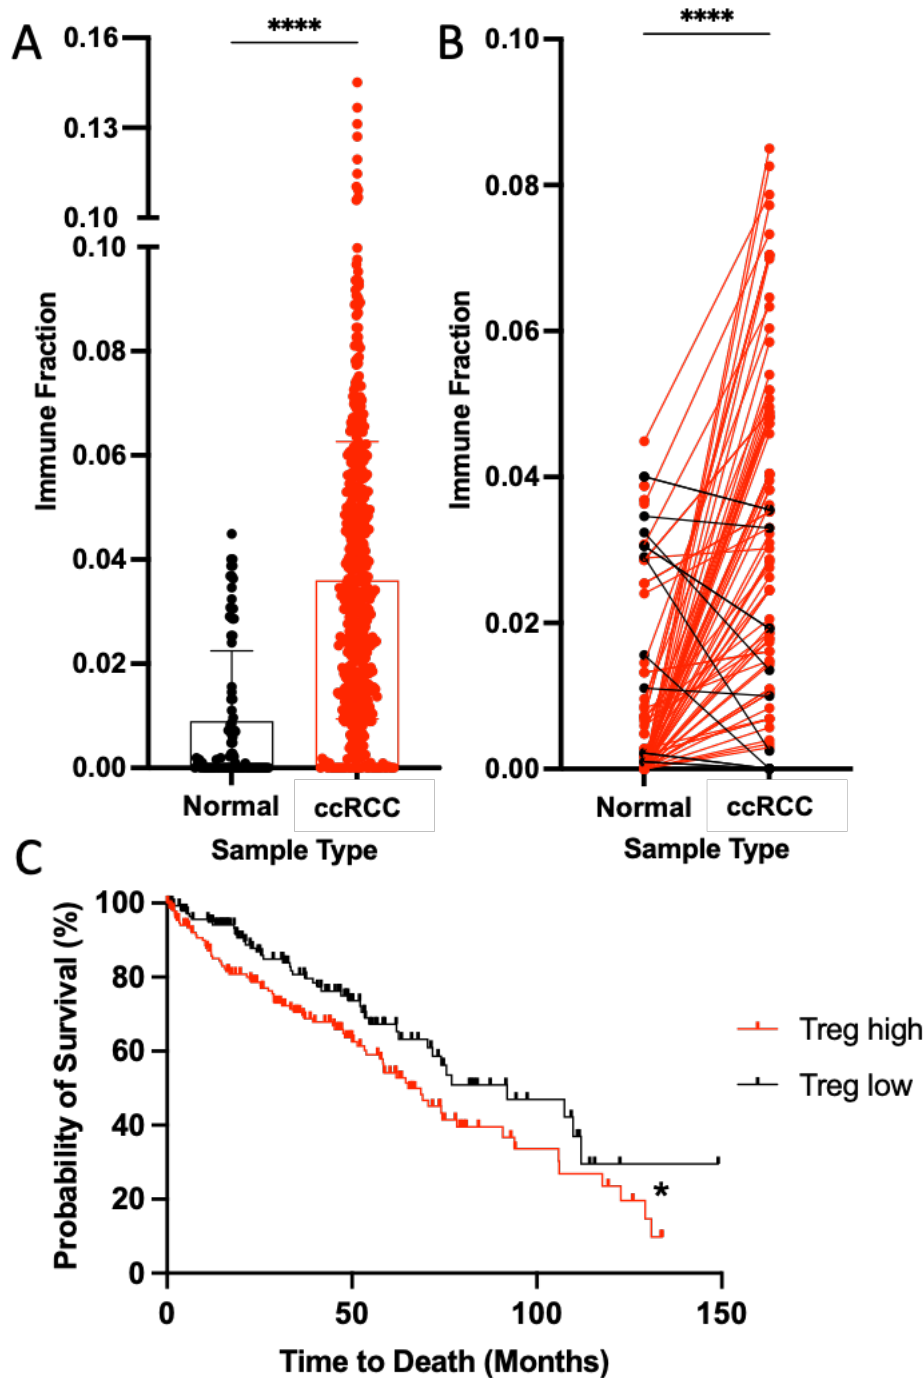 A
****
0.16
0.13
0.10
0.10
0.08
0.06
0.04
0.02
0.00
Immune Fraction
Normal
ccRCC
Sample Type
B
****
0.10
0.08
0.06
0.04
0.02
0.00
Immune Fraction
Normal
ccRCC
Sample Type
C
100
80
60
40
20
0
Probability of Survival (%)
0
50
100
150
Time to Death (Months)
*
Treg high
Treg low